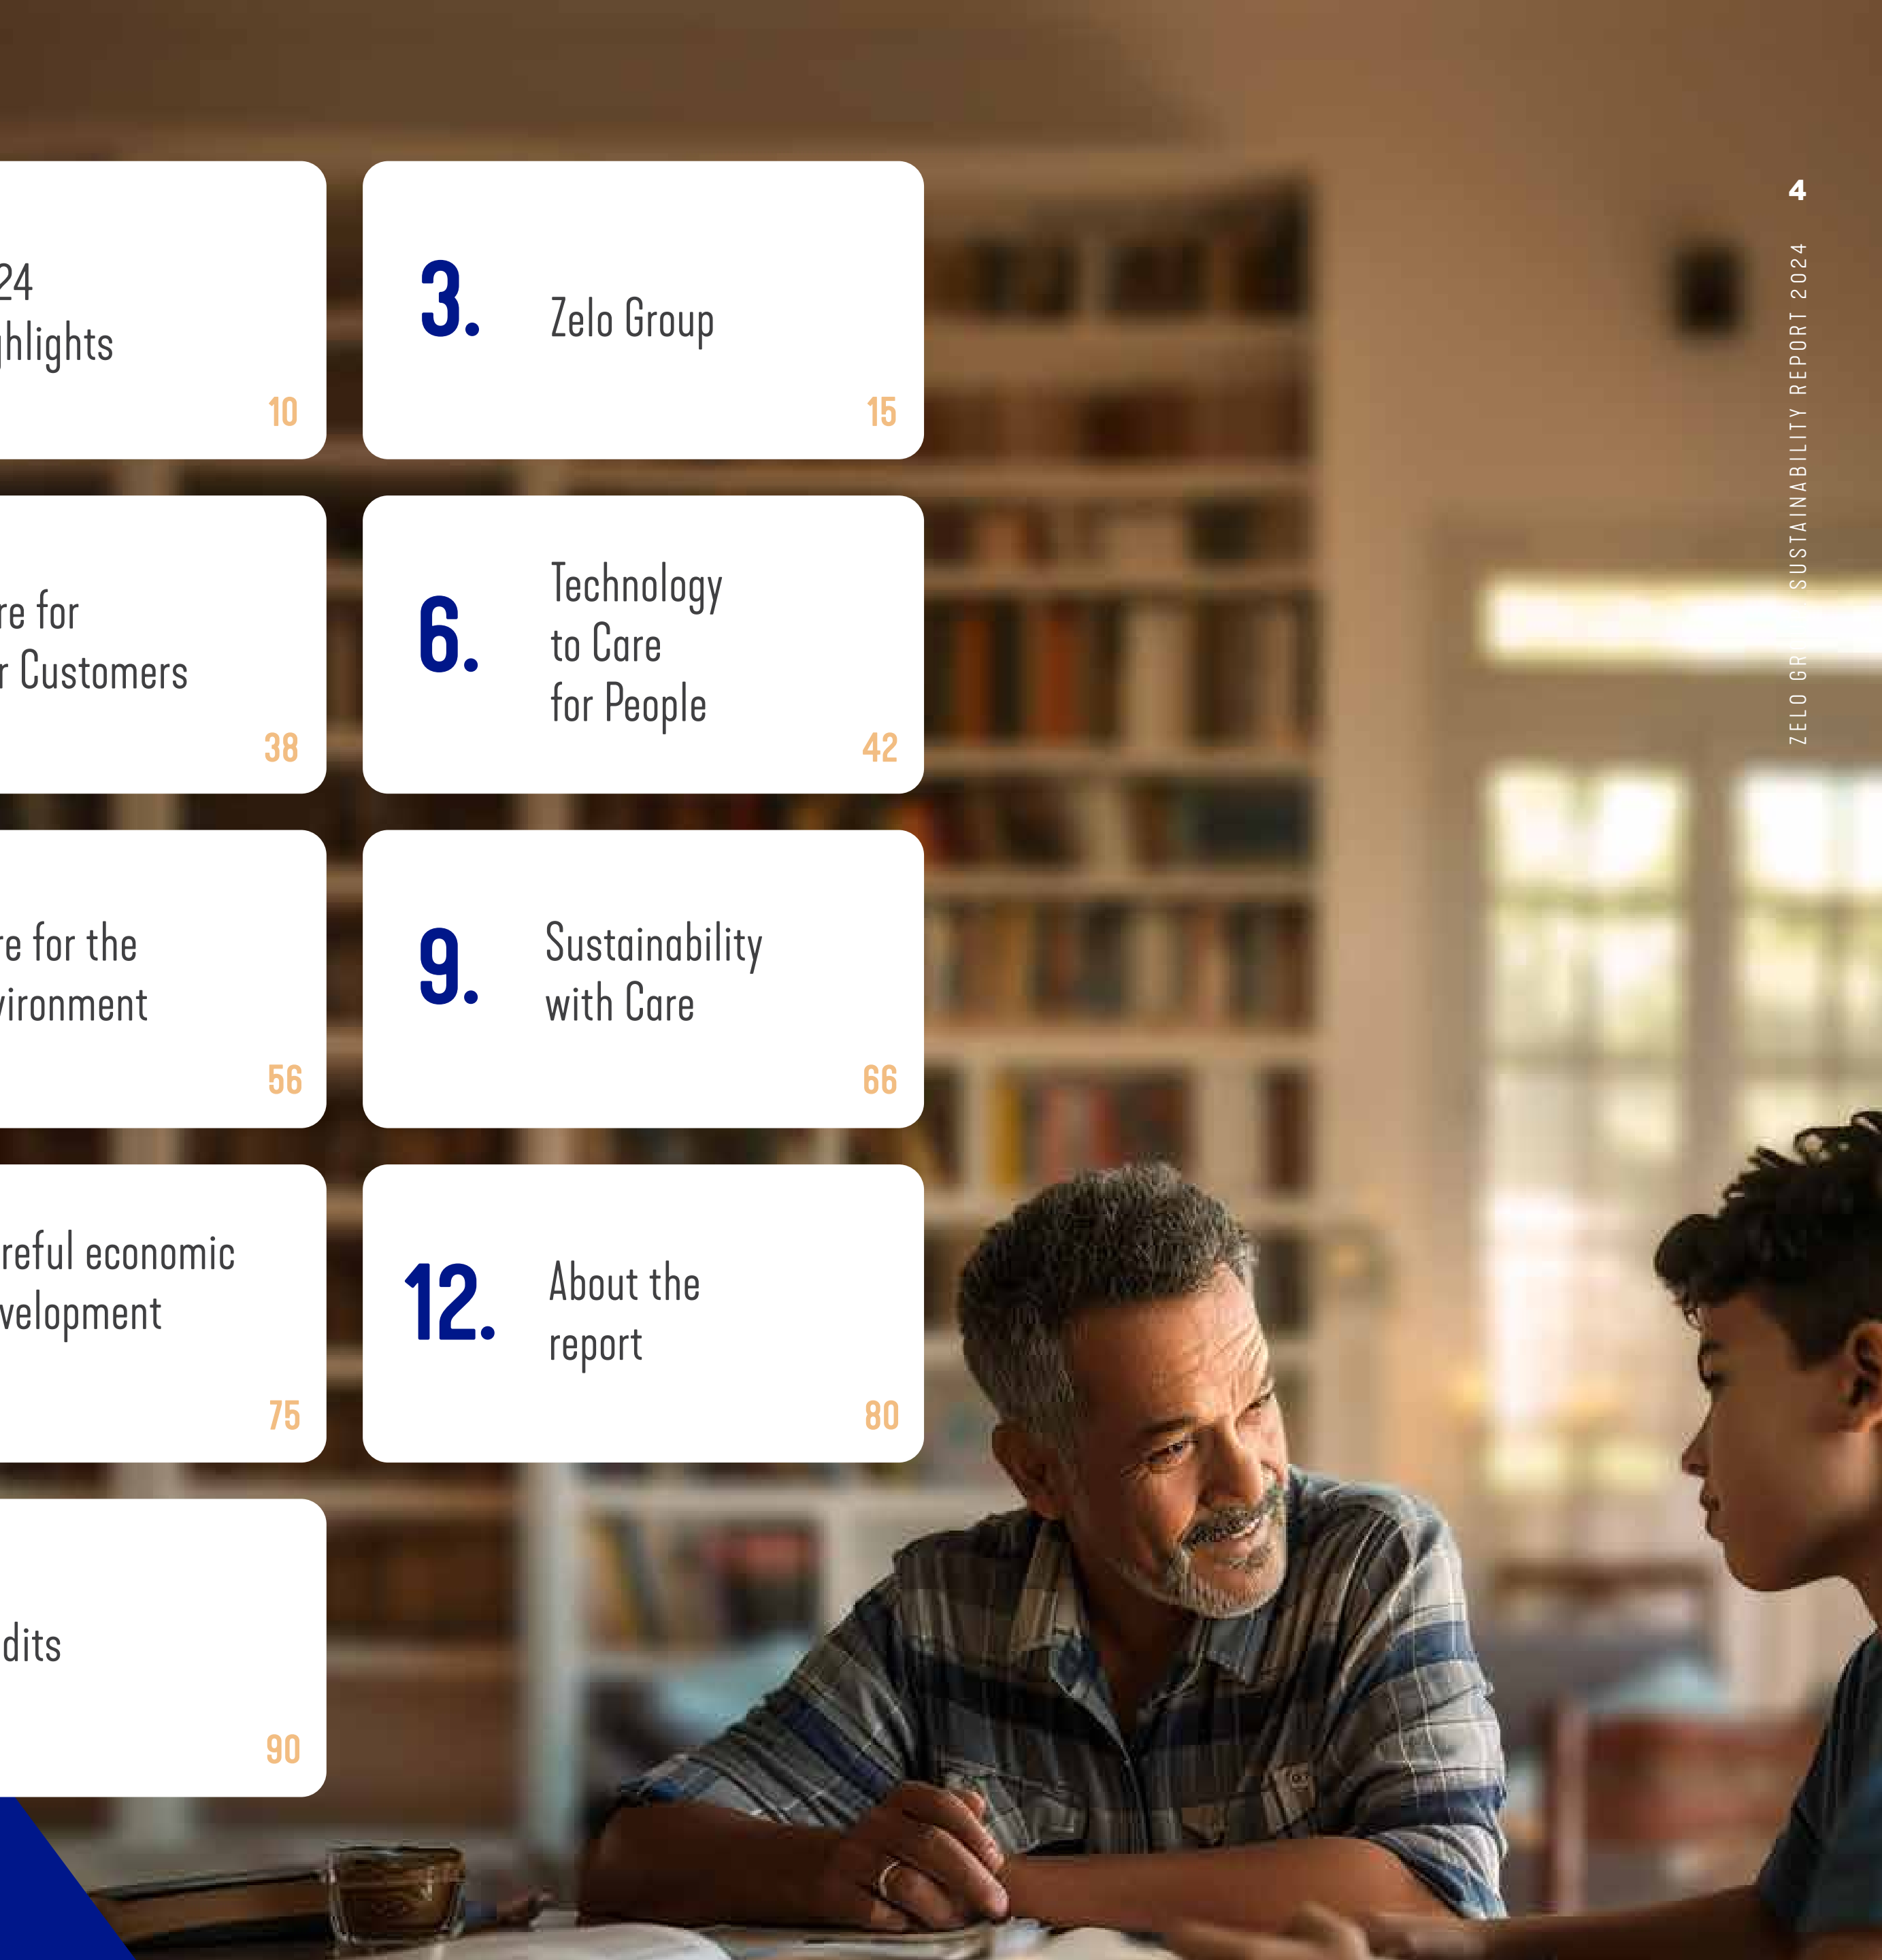 24
ghlights
10
3.
Zelo Group
15
re for
r Customers
38
6.
Technology
to Care
for People
42
re for the
vironment
56
9.
Sustainability
with Care
66
reful economic
velopment
75
12.
About the
report
80
dits
90
4
ZELO GR SUSTAINABILITY REPORT 2024